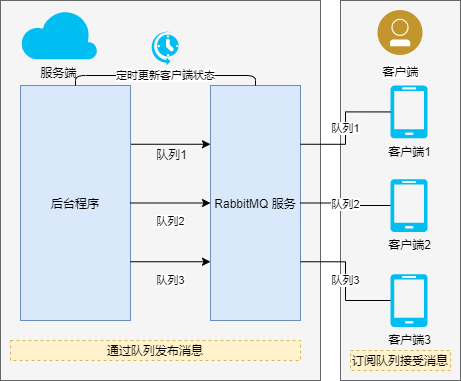 服务端
定时更新客户端状态
后台程序
队列1
队列2
队列3
RabbitMQ 服务
通过队列发布消息
客户端
队列1
客户端1
队列2
客户端2
队列3
客户端3
订阅队列接受消息